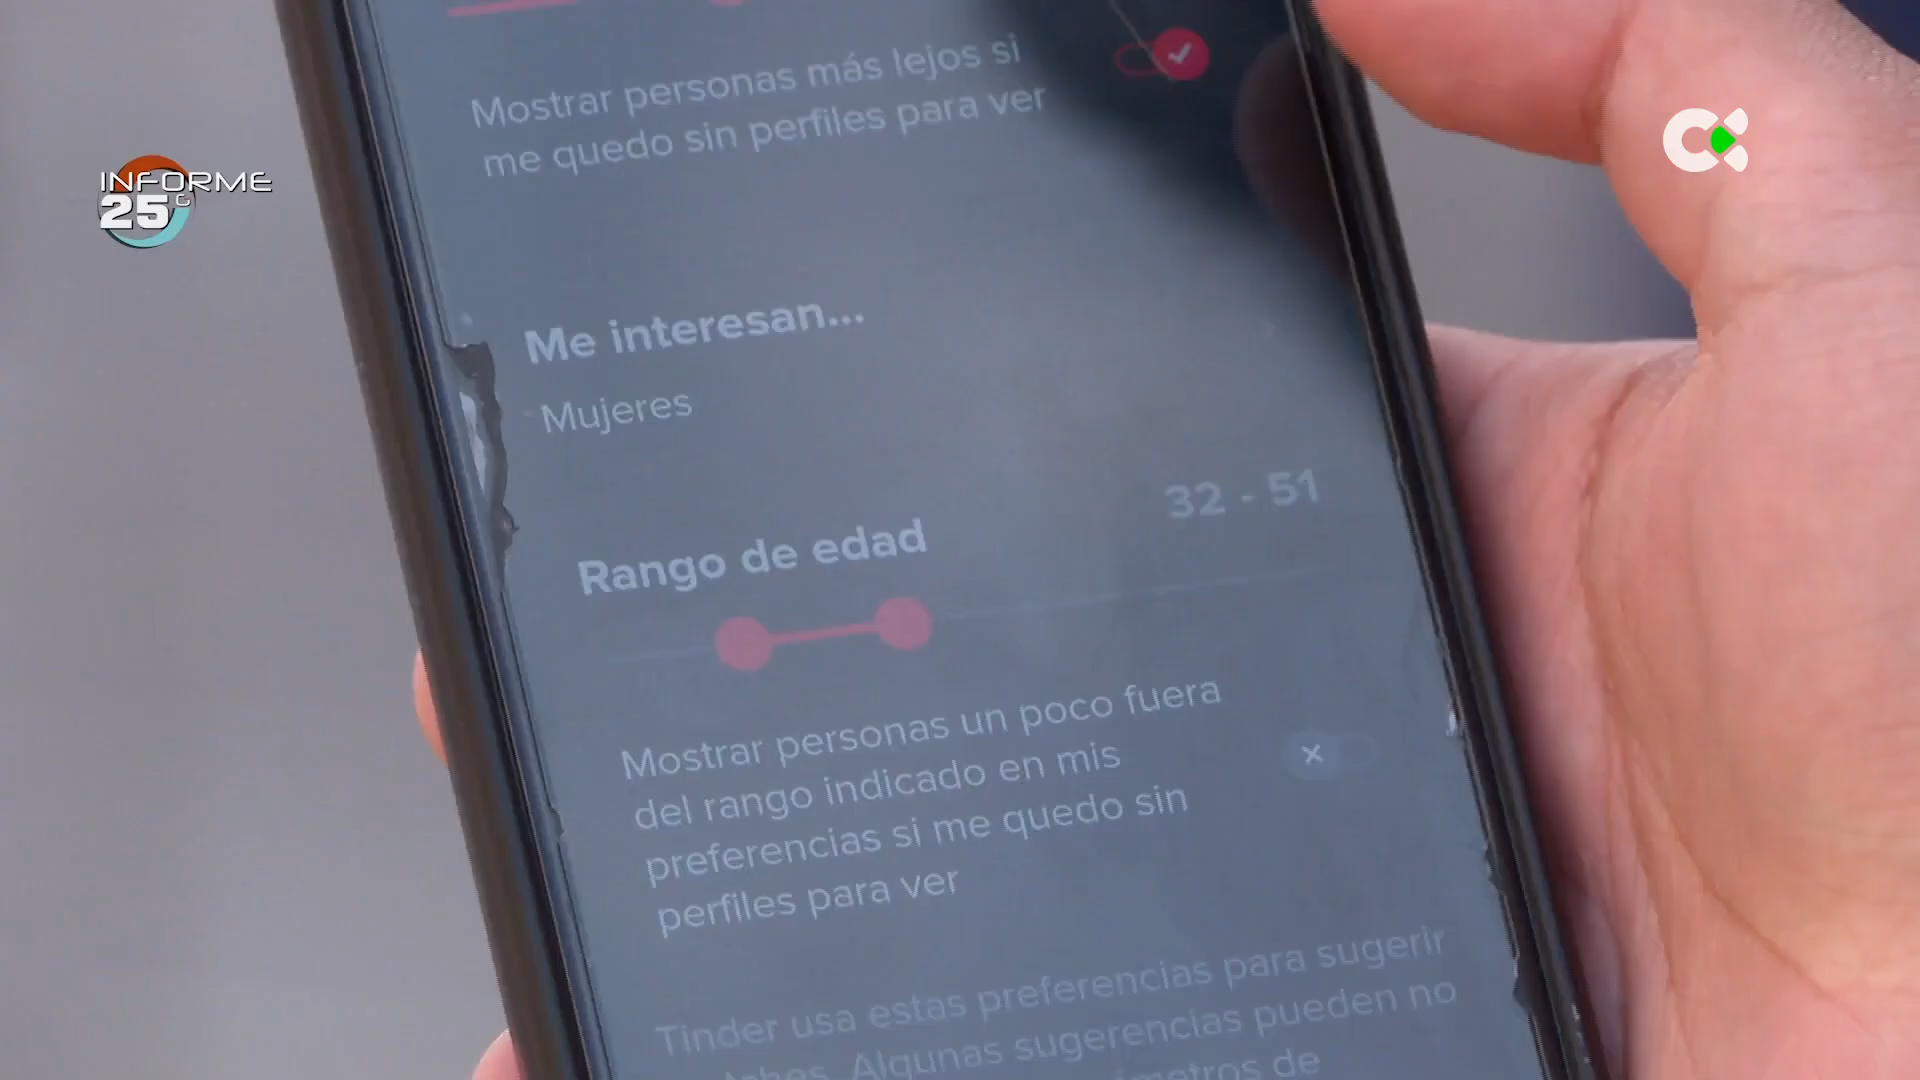 Mostrar personas más lejos si
me quedo sin perfiles para ver
INFORME
25
G
Me interesan...
Mujeres
32 - 51
Rango de edad
Mostrar personas un poco fuera
del rango indicado en mis
preferencias si me quedo sin
perfiles para ver
Tinder usa estas preferencias para sugerir
Algunas sugerencias pueden no
de